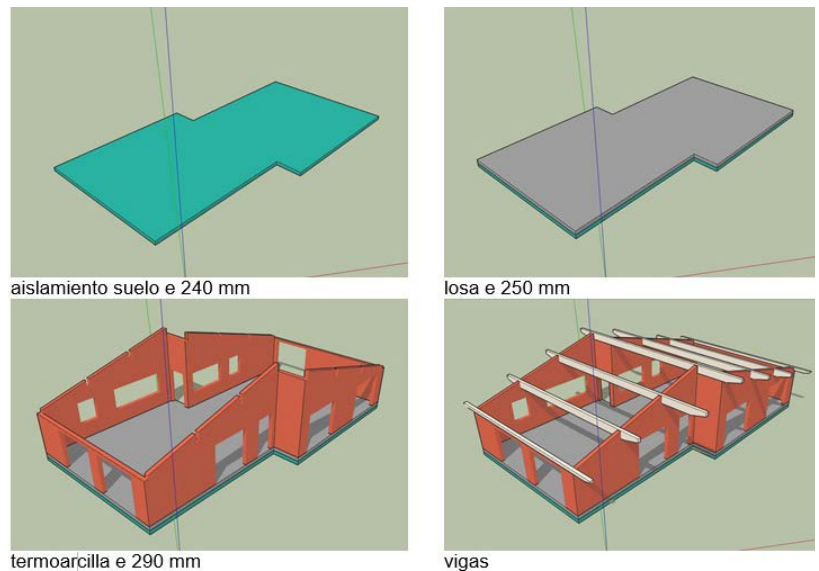 aislamiento suelo e 240 mm
losa e 250 mm
termoarcilla e 290 mm
vigas